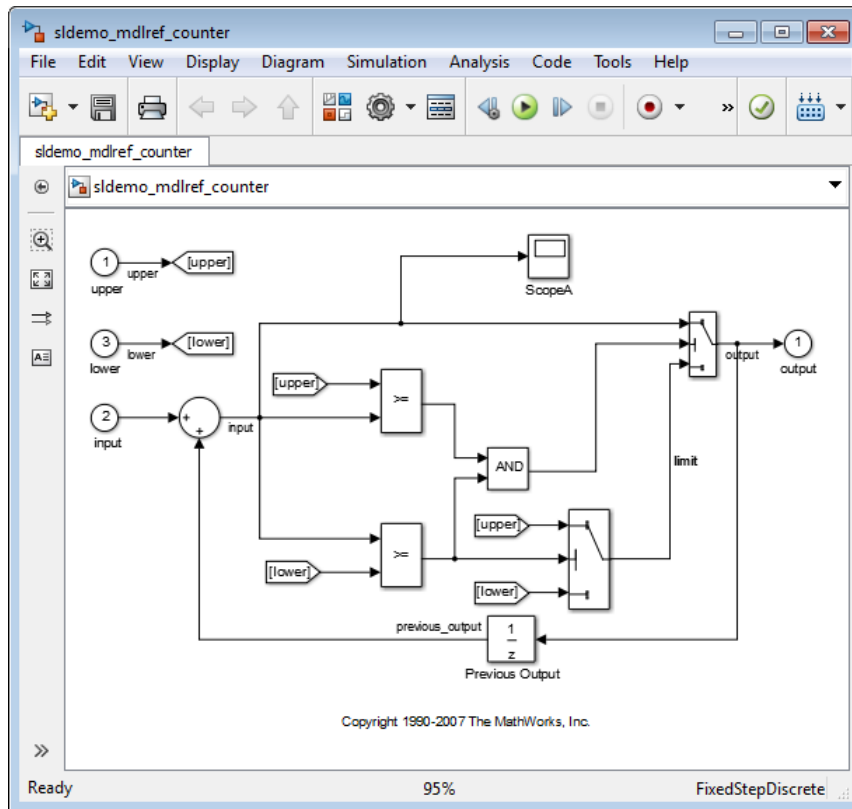 sldemo_mdlref_counter
File Edit View Display Diagram Simulation Analysis Code Tools Help
»
sldemo_mdlref_counter
sldemo_mdlref_counter
1
upper
upper
[upper]
ScopeA
3
lower
lower
[lower]
output
1
output
[upper]
>=
2
input
+
+
input
AND
limit
[upper]
>=
[lower]
[lower]
previous_output
1
z
Previous Output
Copyright 1990-2007 The MathWorks, Inc.
»
Ready 95% FixedStepDiscrete